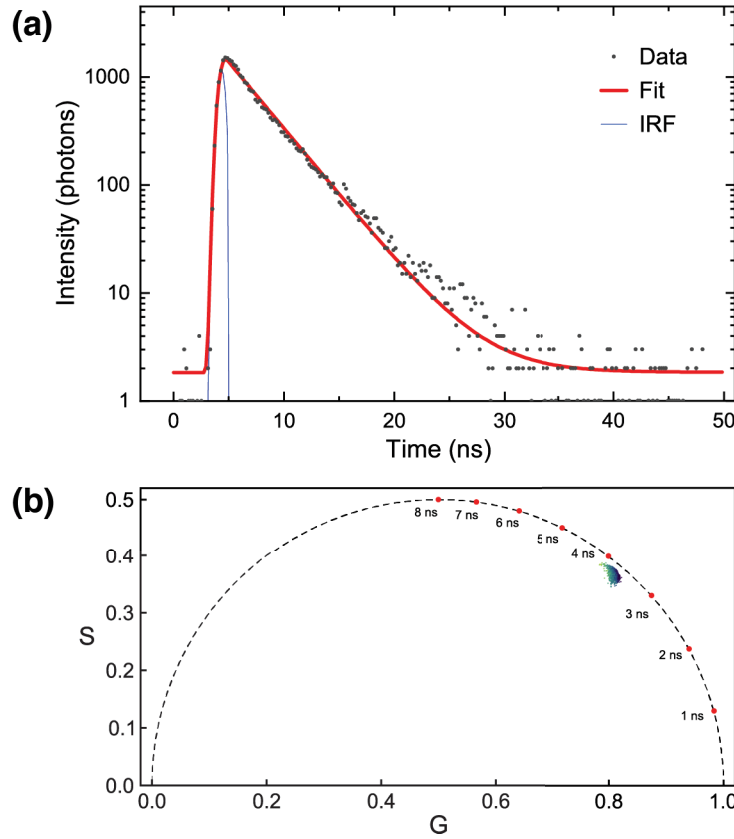 (a)
1000
100
10
1
Intensity (photons)
Data
Fit
IRF
0
10
20
30
40
50
Time (ns)
(b)
0.5
0.4
0.3
0.2
0.1
0.0
S
8 ns
7 ns
6 ns
5 ns
4 ns
3 ns
2 ns
1 ns
0.0
0.2
0.4
0.6
0.8
1.0
G